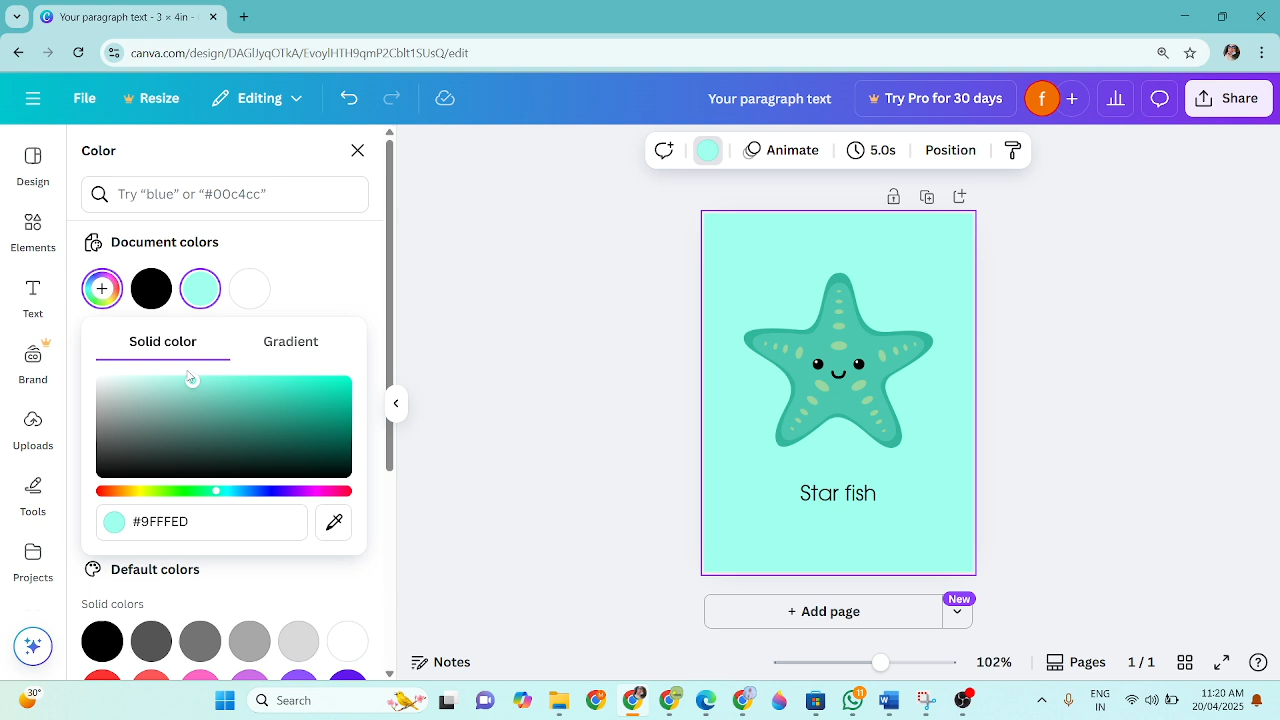 Your paragraph text - 3 × 4in -
canva.com/design/DAGlJyqOTkA/EvoylHTH9qmP2Cblt1SUsQ/edit
File
Resize
Editing
Your paragraph text
Try Pro for 30 days
f
Share
Design
Elements
Text
Brand
Uploads
Tools
Projects
Color
Try “blue” or “#00c4cc”
Document colors
Solid color
Gradient
#9FFFED
Default colors
Solid colors
Animate
5.0s
Position
Star fish
New
+ Add page
Notes
102%
Pages
1 / 1
30°
Search
11
ENG
IN
11:20 AM
20/04/2025